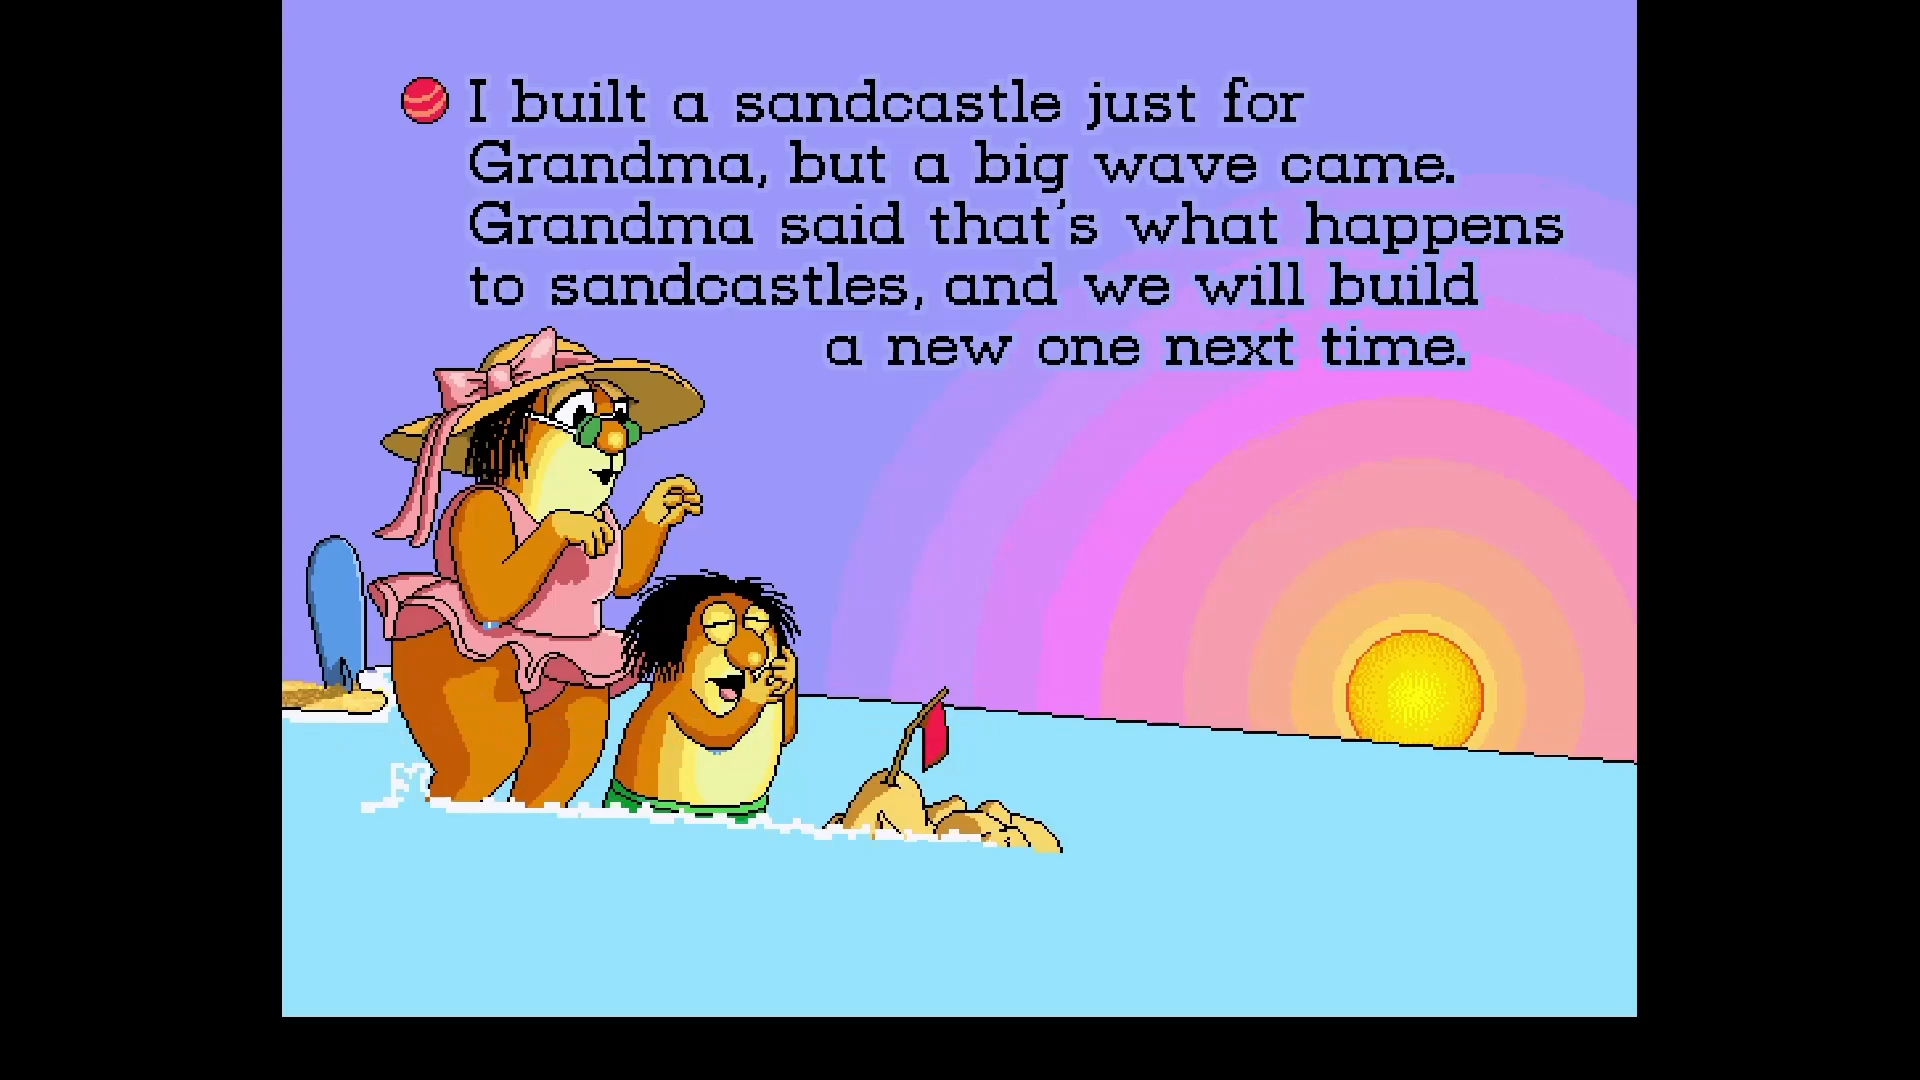 I built a sandcastle just for
Grandma, but a big wave came.
Grandma said that's what happens
to sandcastles, and we will build
a new one next time.